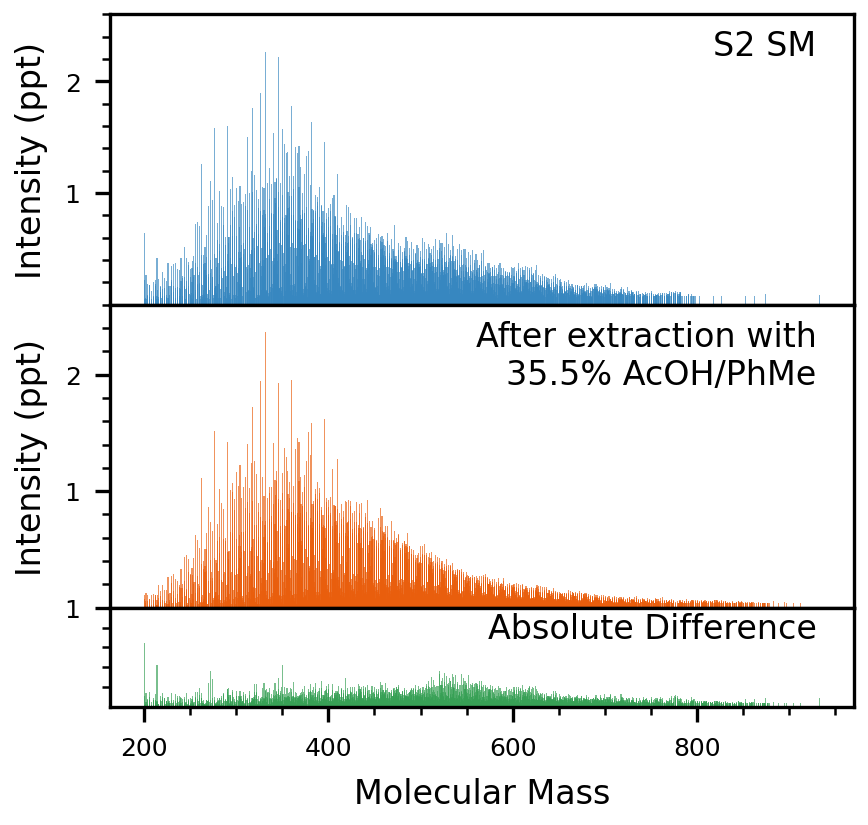 S2 SM
Intensity (ppt)
2
1
After extraction with
35.5% AcOH/PhMe
Intensity (ppt)
2
1
1
Absolute Difference
200 400 600 800
Molecular Mass